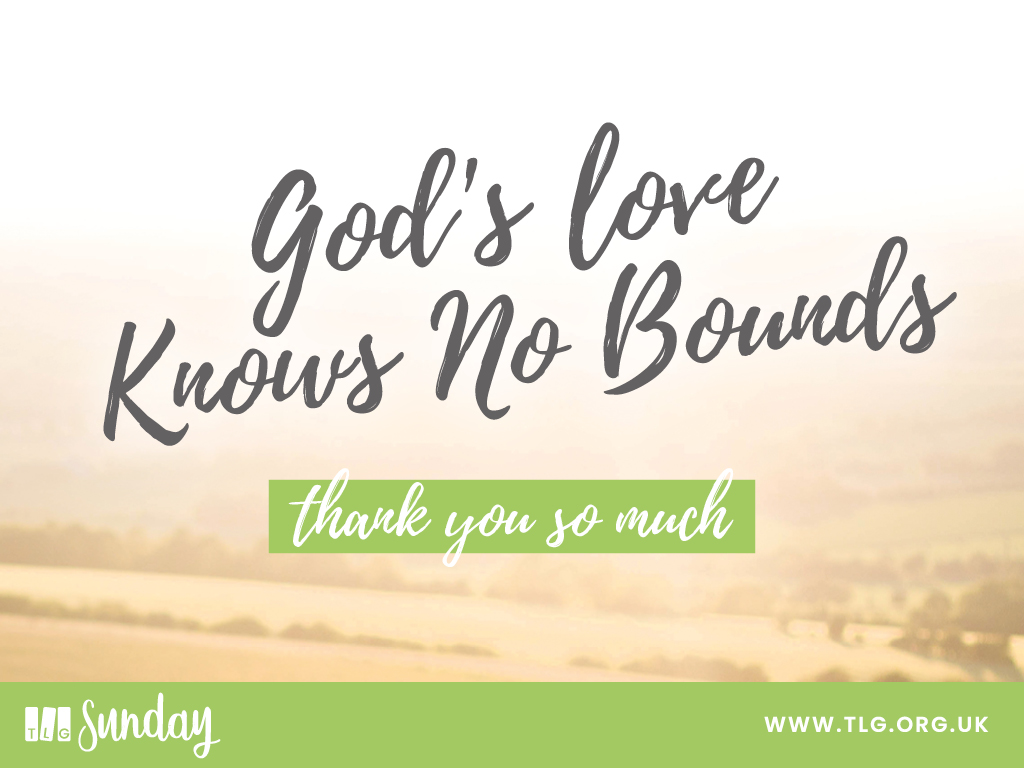 God's love
Knows No Bounds
thank you so much
TLG Sunday
WWW.TLG.ORG.UK